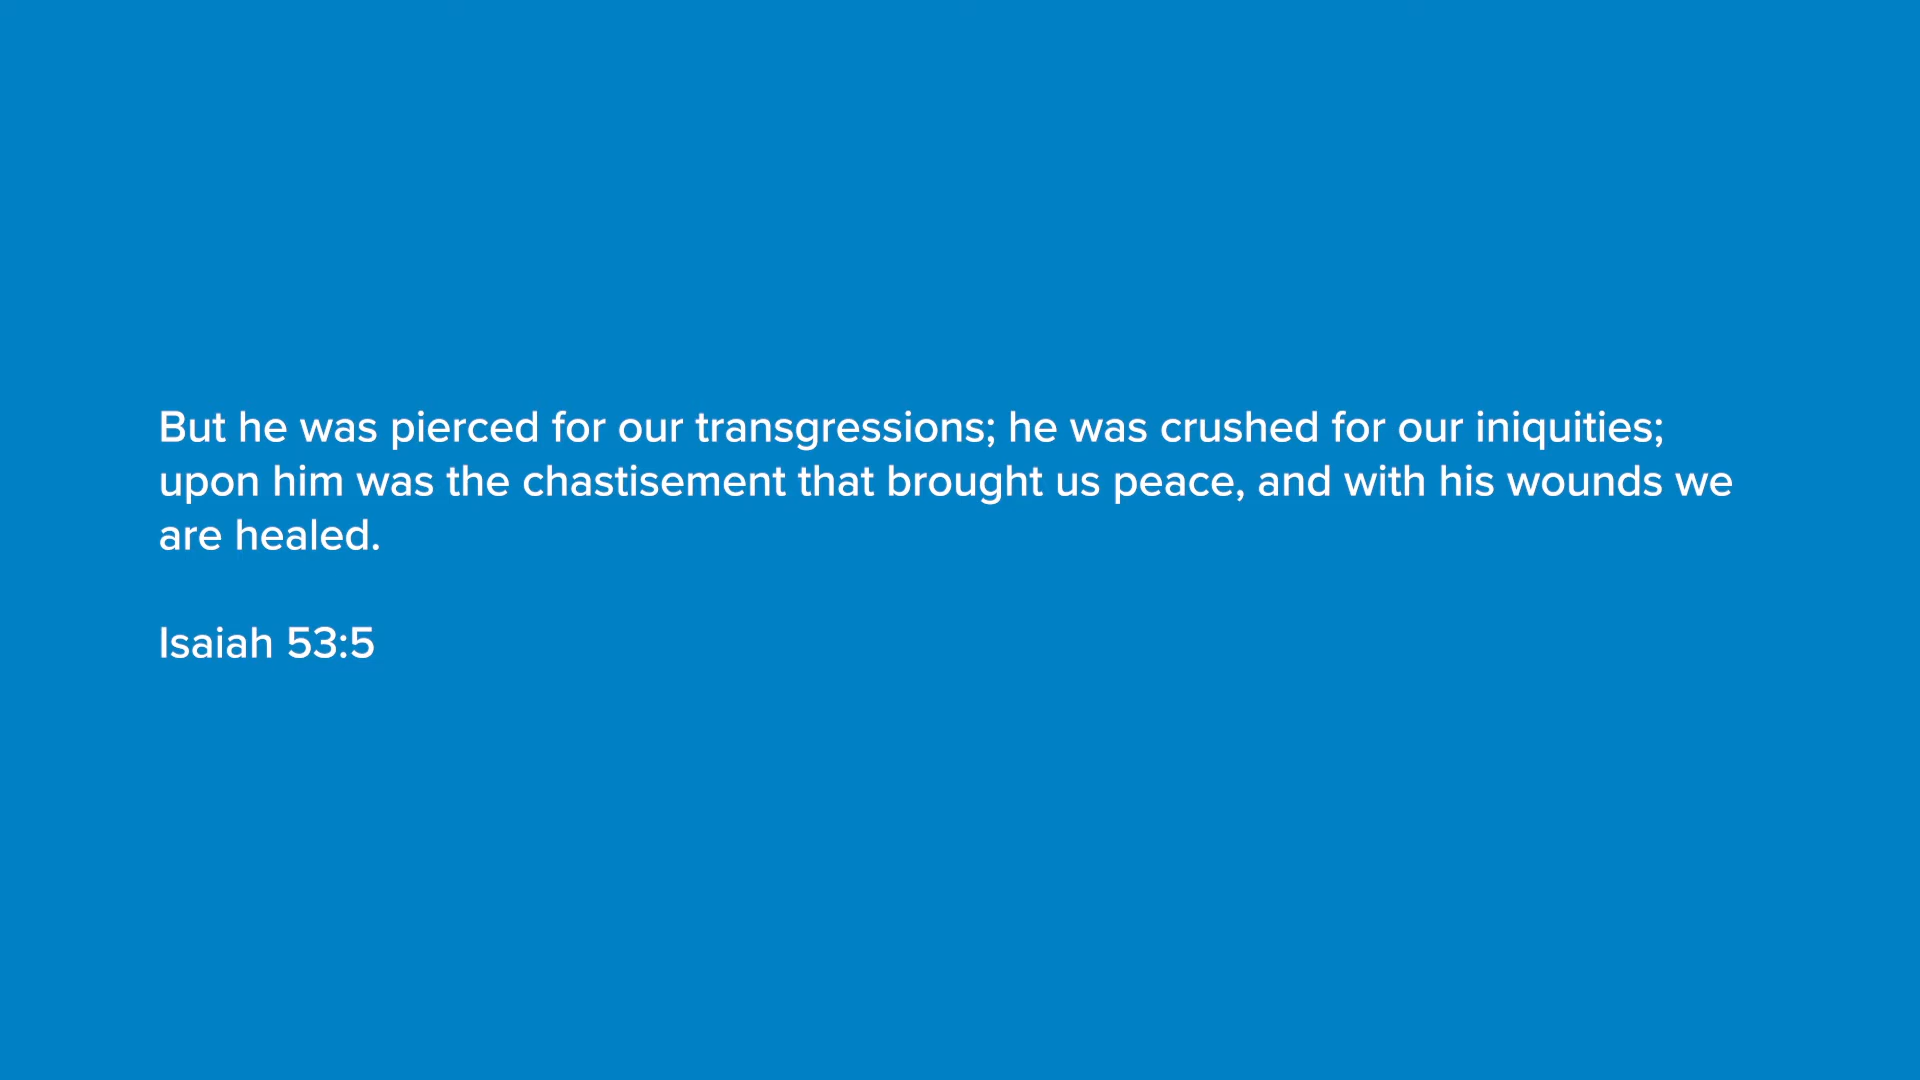 But he was pierced for our transgressions; he was crushed for our iniquities;
upon him was the chastisement that brought us peace, and with his wounds we
are healed.
Isaiah 53:5